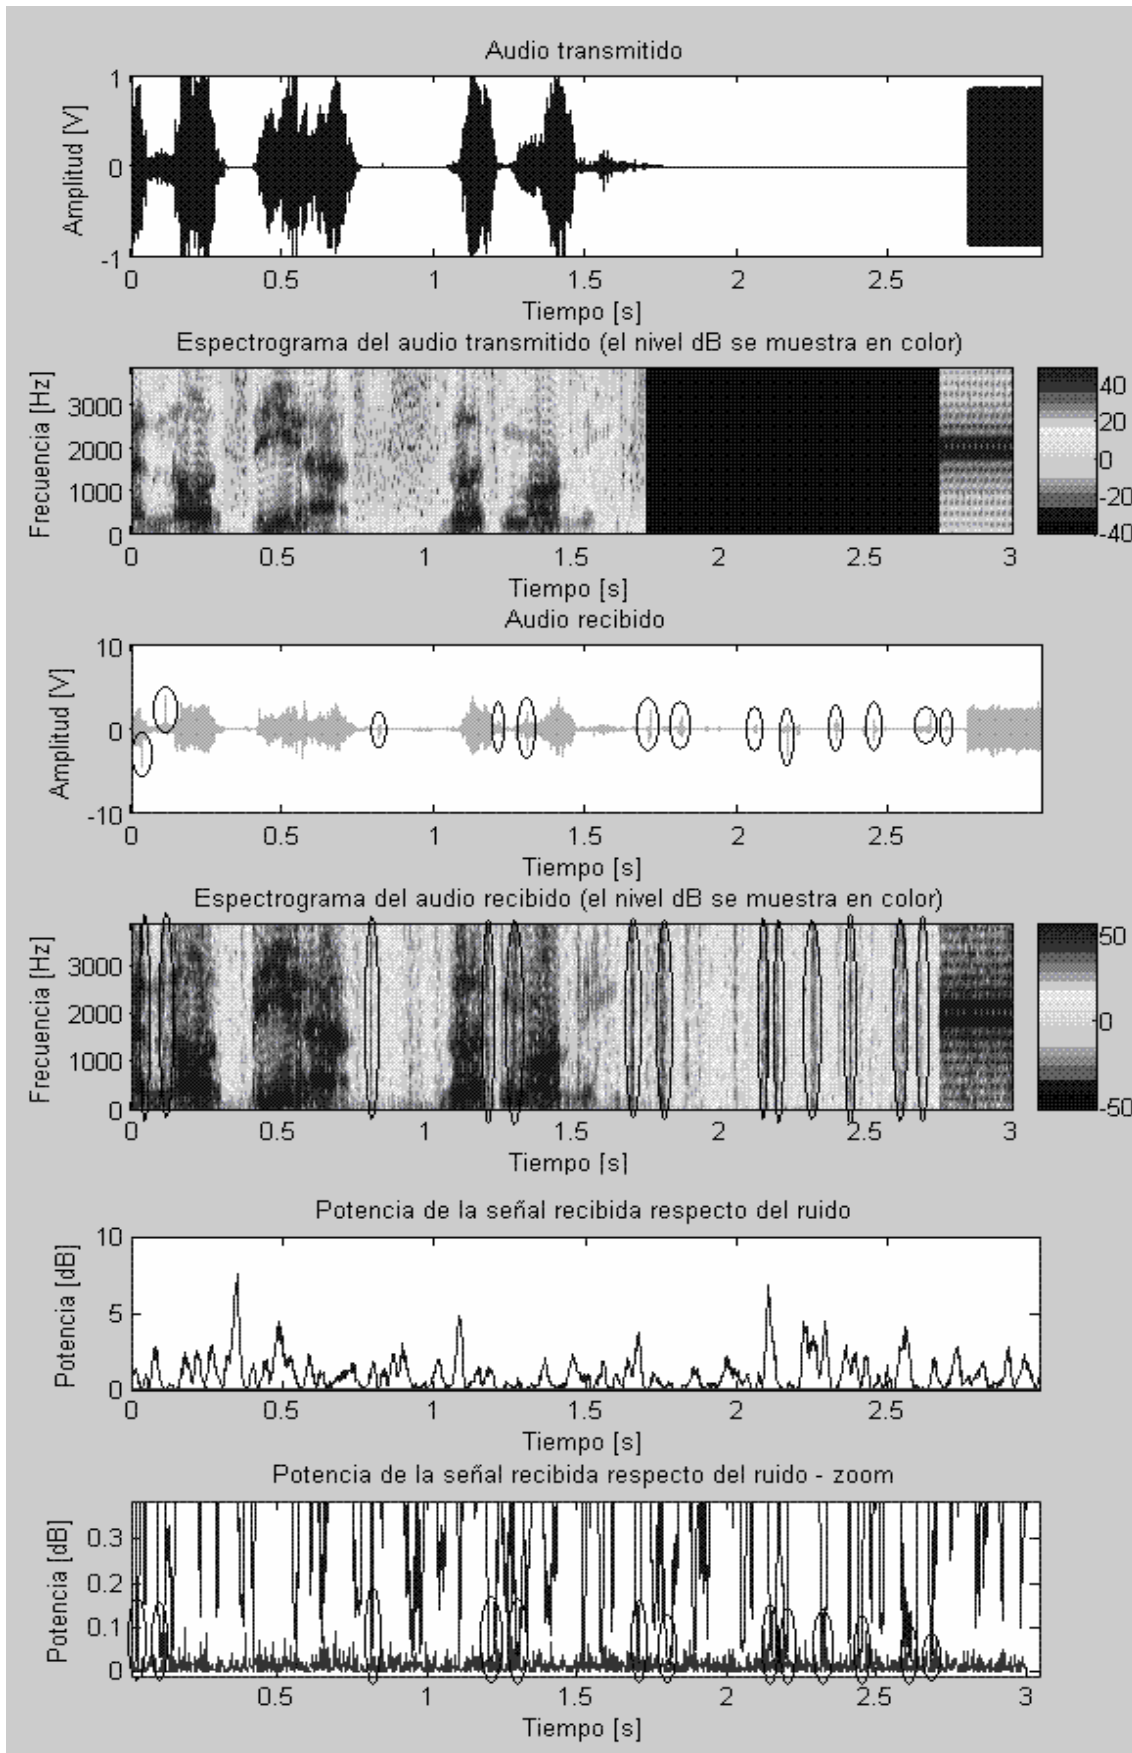 Audio transmitido
Amplitud [V]
1
0
-1
0 0.5 1 1.5 2 2.5
Tiempo [s]
Espectrograma del audio transmitido (el nivel dB se muestra en color)
Frecuencia [Hz]
3000
2000
1000
0
40
20
0
-20
-40
0 0.5 1 1.5 2 2.5 3
Tiempo [s]
Audio recibido
Amplitud [V]
10
0
-10
0 0.5 1 1.5 2 2.5
Tiempo [s]
Espectrograma del audio recibido (el nivel dB se muestra en color)
Frecuencia [Hz]
3000
2000
1000
0
50
0
-50
0 0.5 1 1.5 2 2.5 3
Tiempo [s]
Potencia de la señal recibida respecto del ruido
Potencia [dB]
10
5
0
0 0.5 1 1.5 2 2.5
Tiempo [s]
Potencia de la señal recibida respecto del ruido - zoom
Potencia [dB]
0.3
0.2
0.1
0
0.5 1 1.5 2 2.5 3
Tiempo [s]